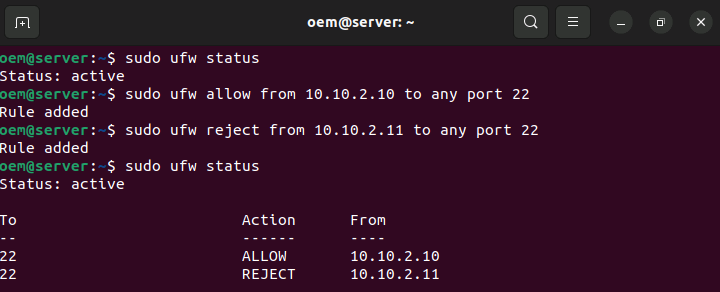 oem@server: ~
oem@server:~$ sudo ufw status
Status: active
oem@server:~$ sudo ufw allow from 10.10.2.10 to any port 22
Rule added
oem@server:~$ sudo ufw reject from 10.10.2.11 to any port 22
Rule added
oem@server:~$ sudo ufw status
Status: active
To                         Action      From
--                         ------      ----
22                         ALLOW       10.10.2.10
22                         REJECT      10.10.2.11